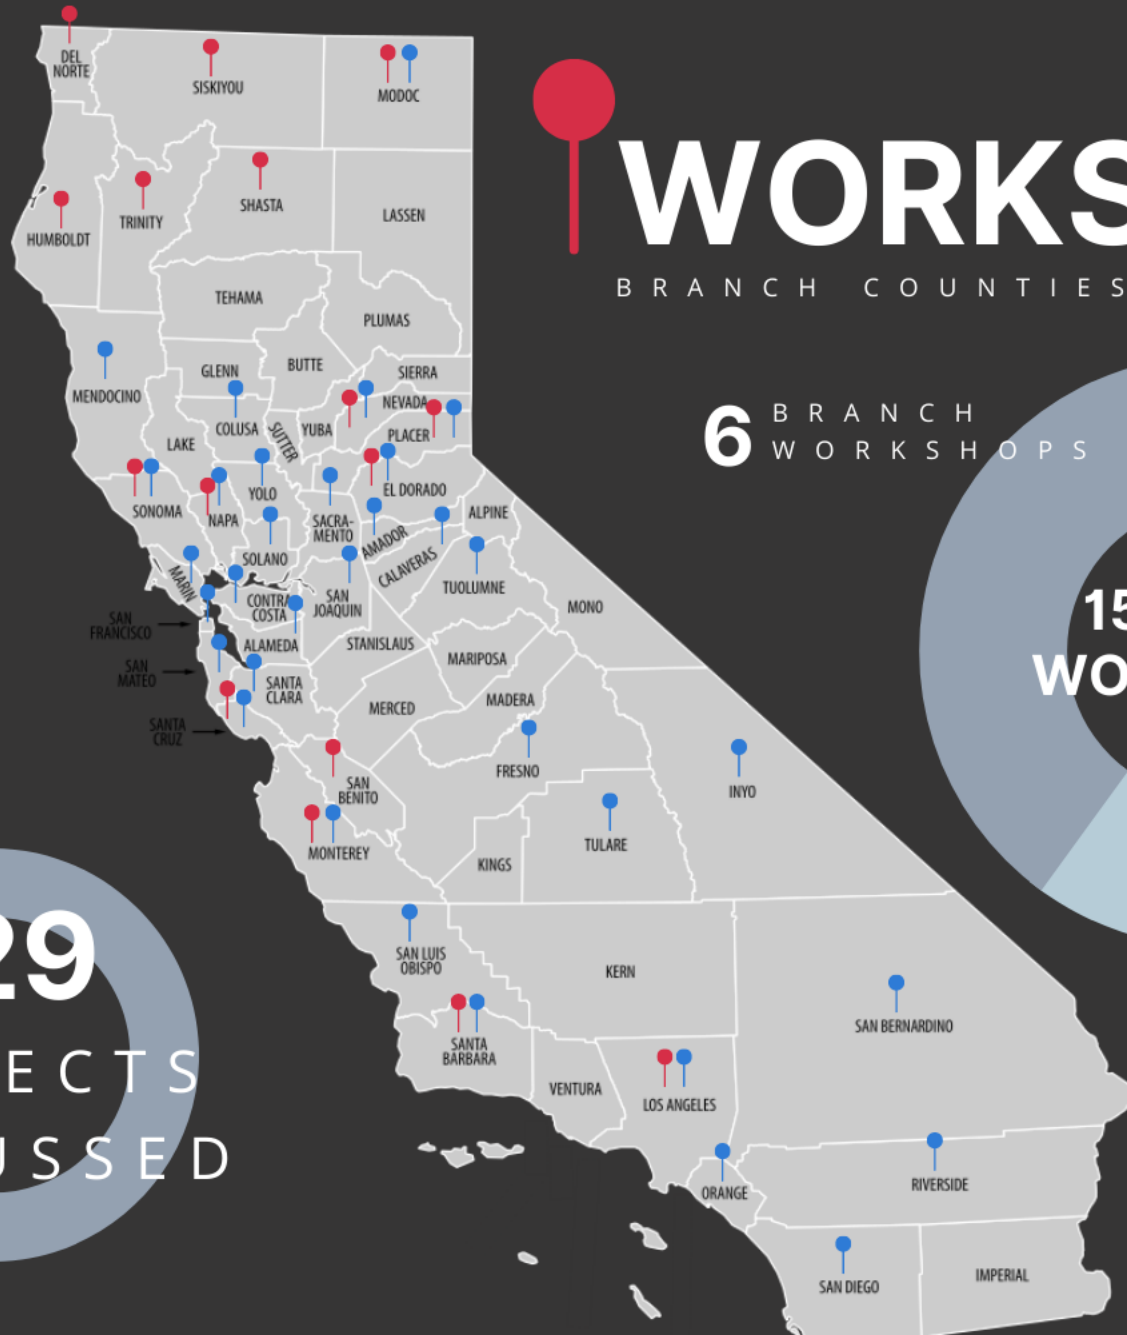 DEL
NORTE
SISKIYOU
MODOC
HUMBOLDT
TRINITY
SHASTA
LASSEN
WORKS
BRANCH COUNTIES
TEHAMA
PLUMAS
MENDOCINO
GLENN
BUTTE
SIERRA
COLUSA
SUTTER
YUBA
NEVADA
PLACER
6 BRANCH
WORKSHOPS
LAKE
SONOMA
NAPA
YOLO
SACRA-
MENTO
EL DORADO
AMADOR
ALPINE
MARIN
SOLANO
CALAVERAS
TUOLUMNE
CONTRA
COSTA
SAN
JOAQUIN
MONO
15
WO
SAN
FRANCISCO
ALAMEDA
STANISLAUS
MARIPOSA
SAN
MATEO
SANTA
CLARA
MERCED
MADERA
SANTA
CRUZ
SAN
BENITO
FRESNO
INYO
MONTEREY
KINGS
TULARE
29
ECTS
USSED
SAN LUIS
OBISPO
KERN
SAN BERNARDINO
SANTA
BARBARA
VENTURA
LOS ANGELES
ORANGE
RIVERSIDE
SAN DIEGO
IMPERIAL